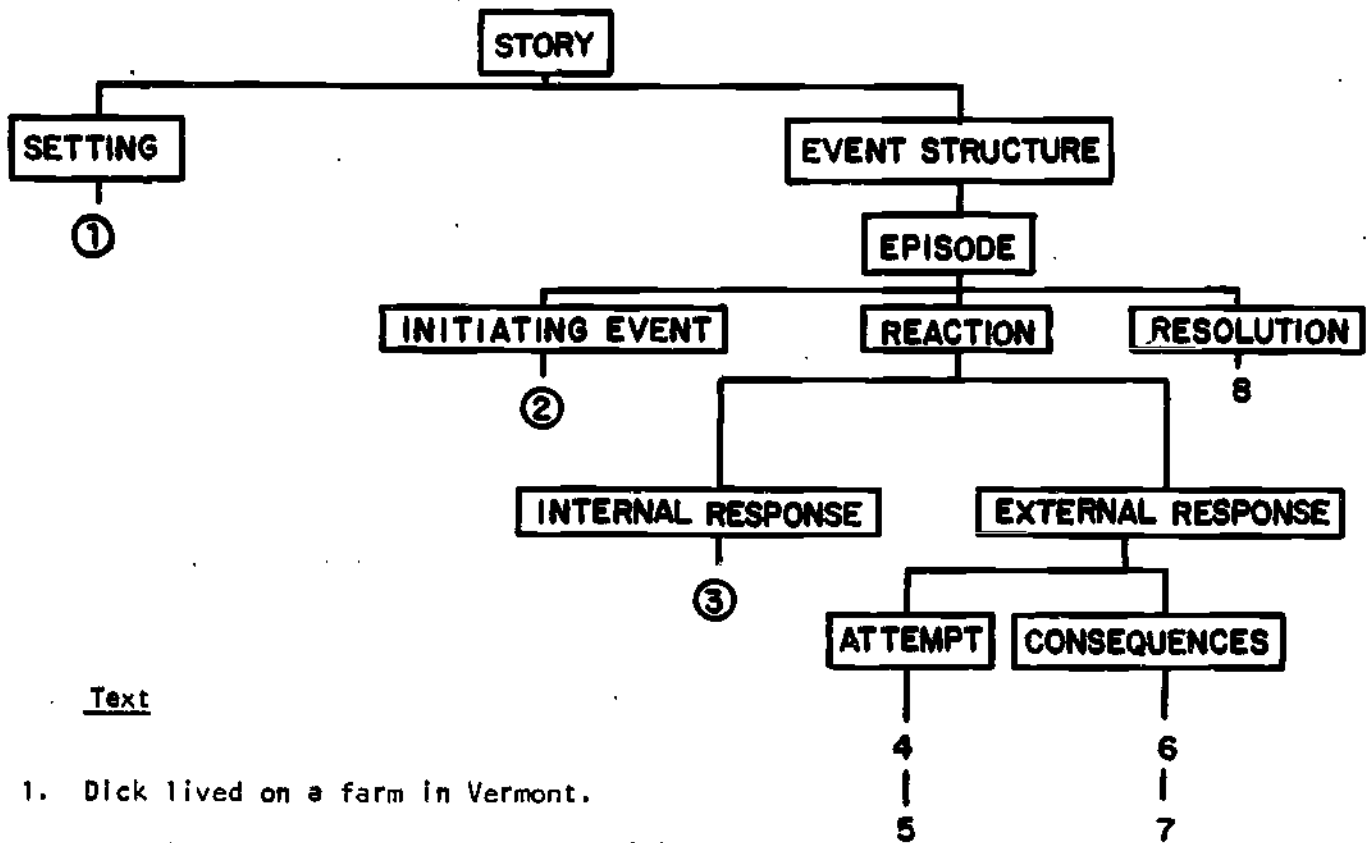 STORY
SETTING
EVENT STRUCTURE
1
EPISODE
INITIATING EVENT REACTION RESOLUTION
2 8
INTERNAL RESPONSE EXTERNAL RESPONSE
3
ATTEMPT CONSEQUENCES
Text
4 6
1. Dick lived on a farm in Vermont.
5 7